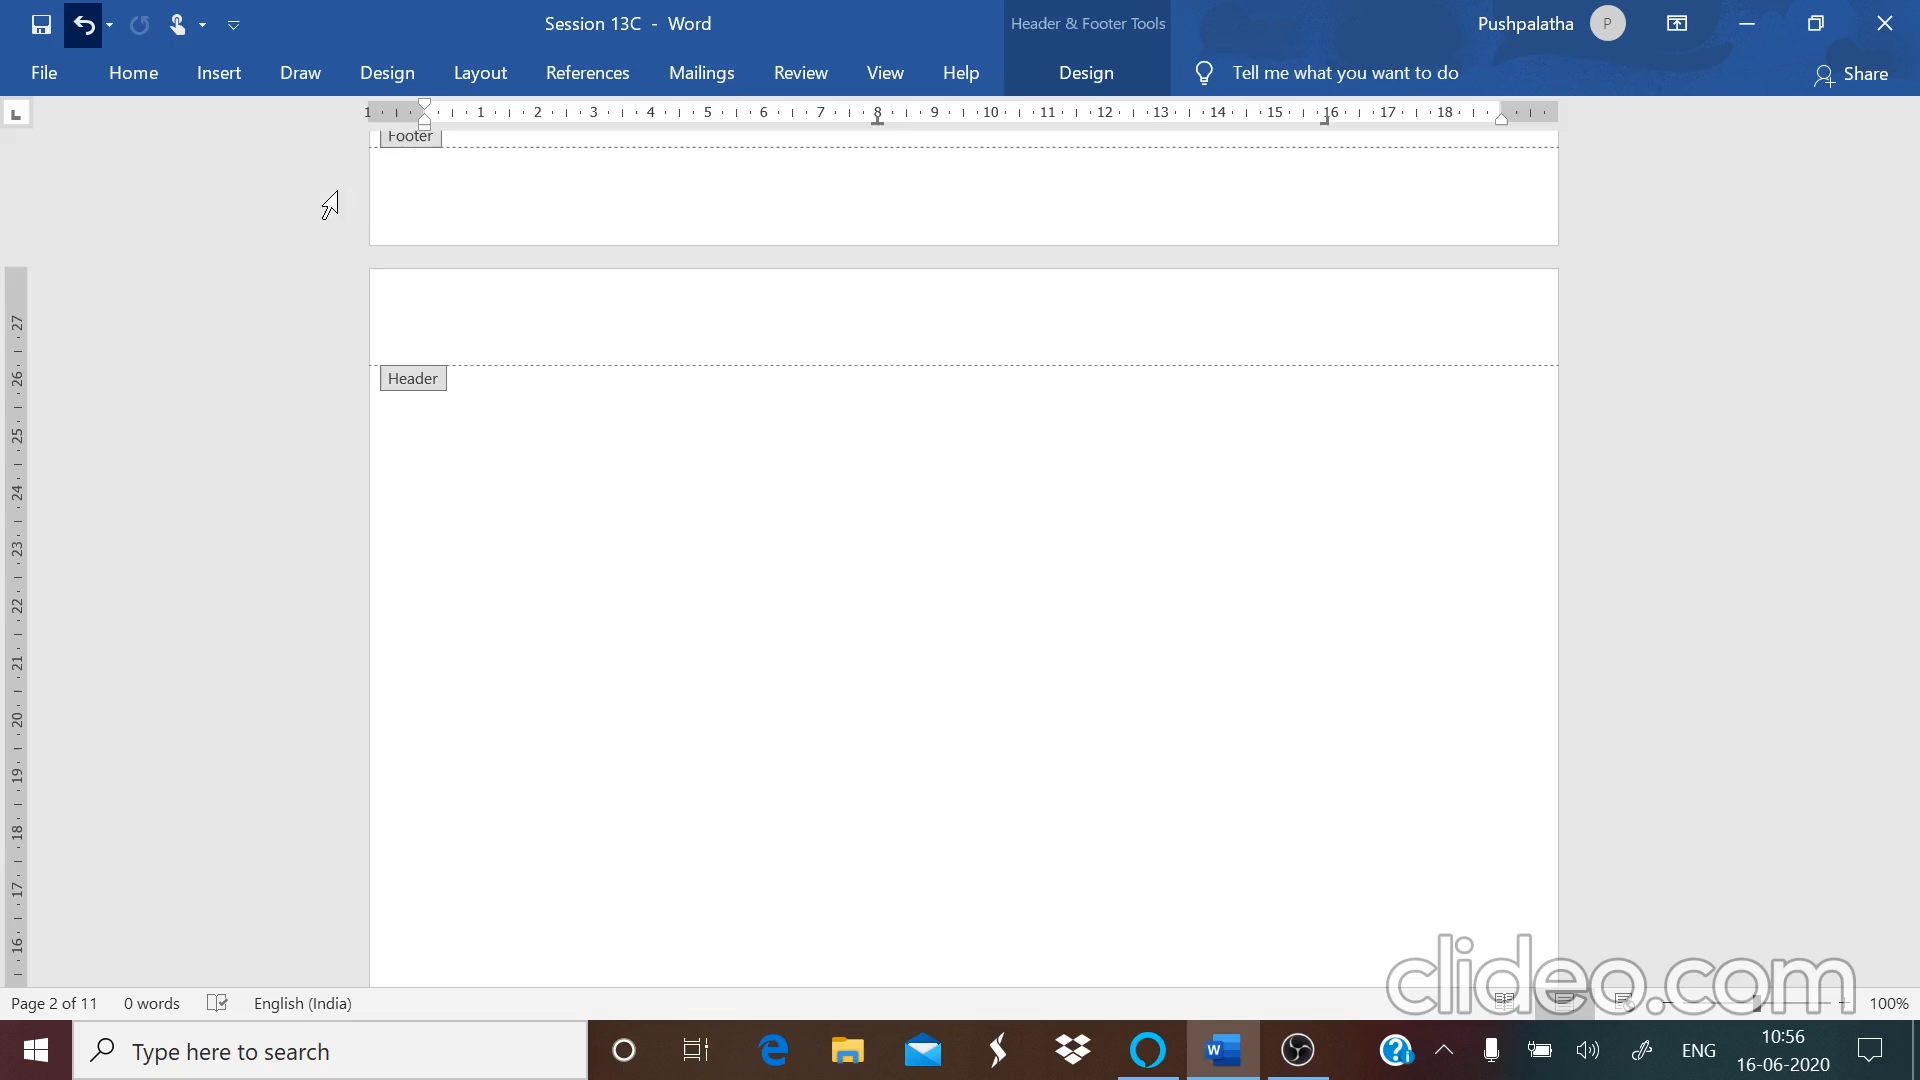 Session 13C - Word
Header & Footer Tools
Pushpalatha
P
File Home Insert Draw Design Layout References Mailings Review View Help Design Tell me what you want to do Share
1 1 2 3 4 5 6 7 8 9 10 11 12 13 14 15 16 17 18
Footer
Header
27
26
25
24
23
22
21
20
19
18
17
16
clideo.com
Page 2 of 11 0 words English (India) 100%
Type here to search
ENG
10:56
16-06-2020